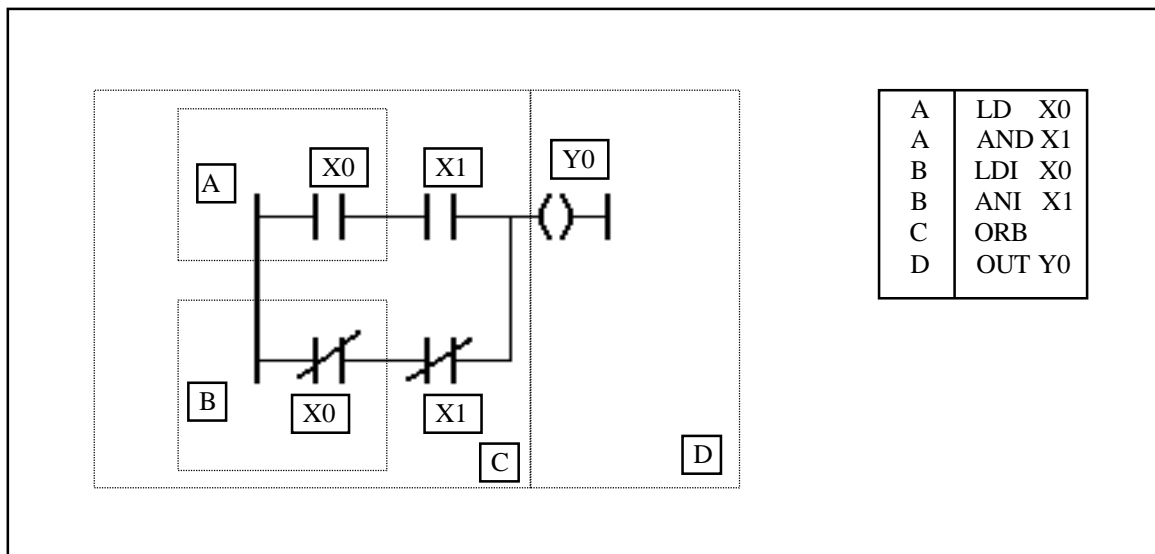 A
X0
X1
Y0
B
X0
X1
C
D
A LD X0
A AND X1
B LDI X0
B ANI X1
C ORB
D OUT Y0